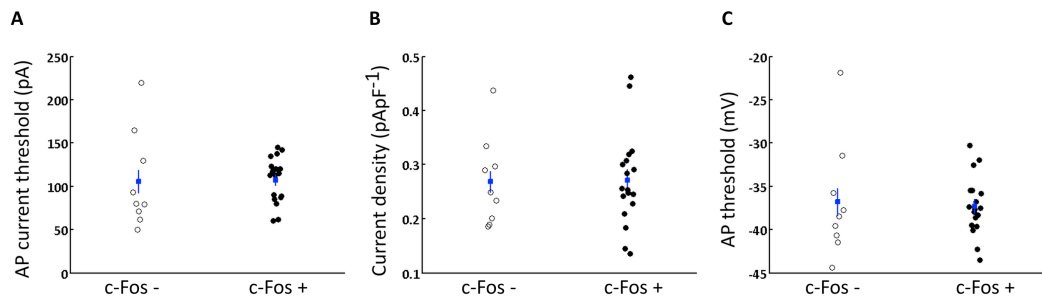 A
AP current threshold (pA)
250
200
150
100
50
0
c-Fos -
c-Fos +
B
Current density (pApF-1)
0.5
0.4
0.3
0.2
0.1
c-Fos -
c-Fos +
C
AP threshold (mV)
-20
-25
-30
-35
-40
-45
c-Fos -
c-Fos +